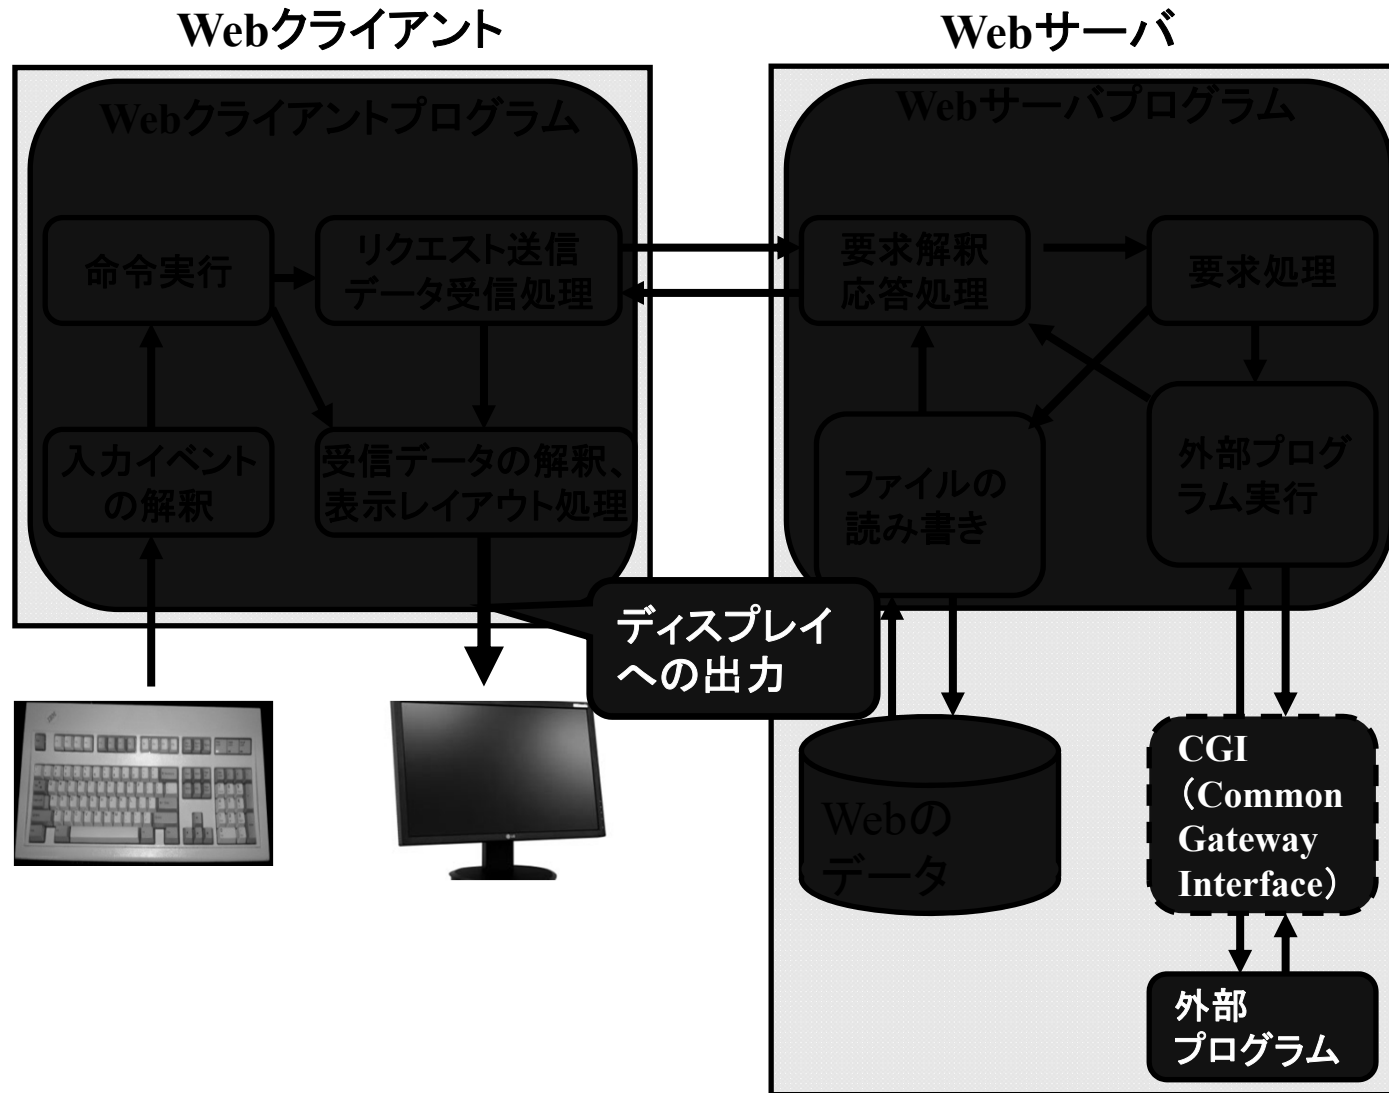 Webクライアント
Webサーバ
Webクライアントプログラム
Webサーバプログラム
命令実行
リクエスト送信
データ受信処理
要求解釈
応答処理
要求処理
入力イベント
の解釈
受信データの解釈、
表示レイアウト処理
ファイルの
読み書き
外部プログ
ラム実行
ディスプレイ
への出力
Webの
データ
CGI
（Common
Gateway
Interface）
外部
プログラム